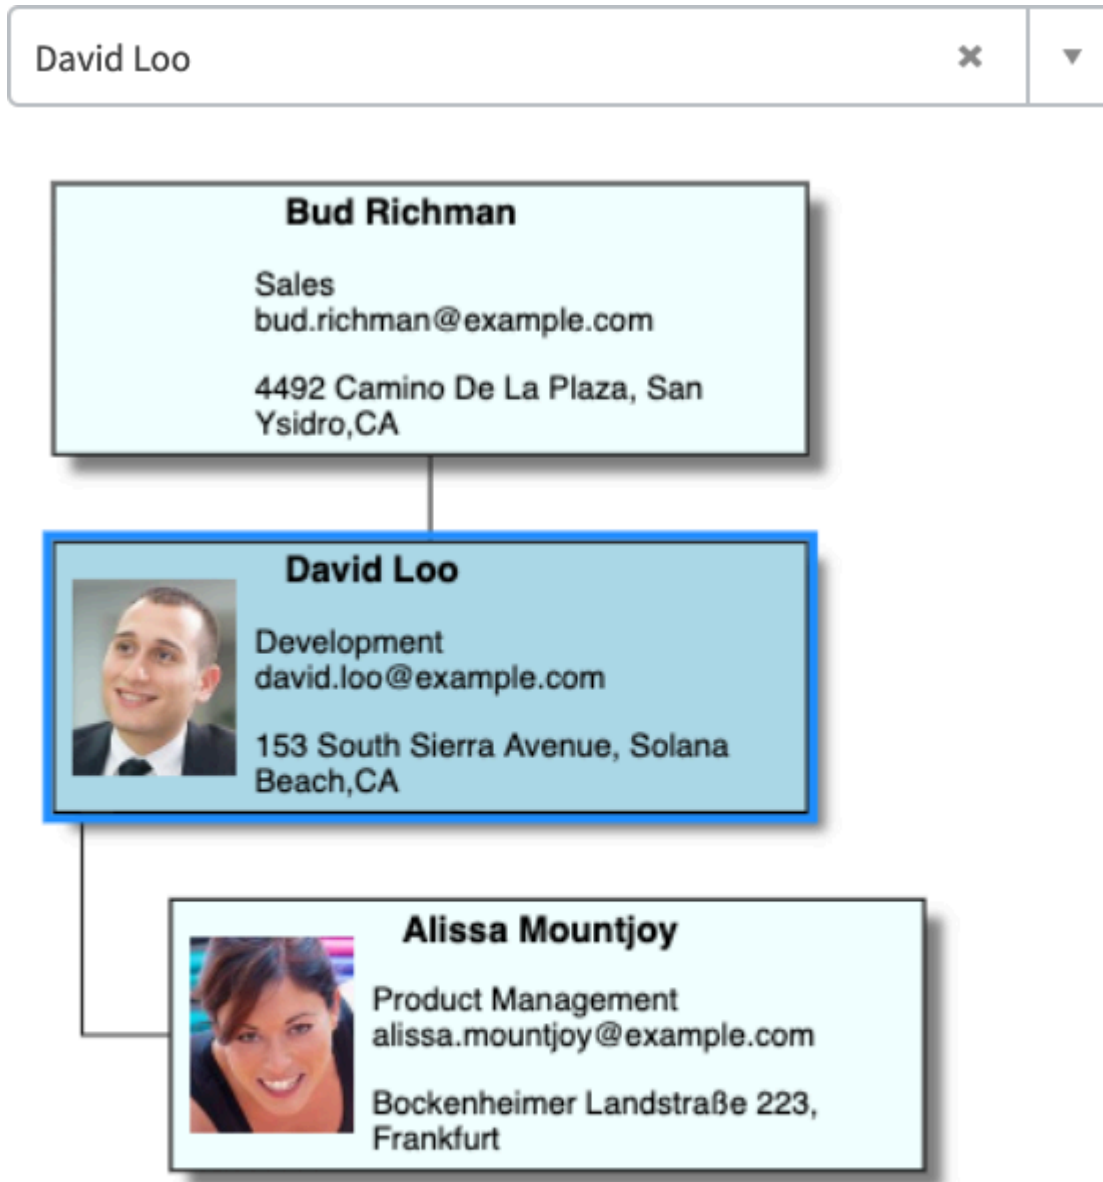 David Loo
Bud Richman
Sales
bud.richman@example.com
4492 Camino De La Plaza, San
Ysidro,CA
David Loo
Development
david.loo@example.com
153 South Sierra Avenue, Solana
Beach,CA
Alissa Mountjoy
Product Management
alissa.mountjoy@example.com
Bockenheimer Landstraße 223,
Frankfurt